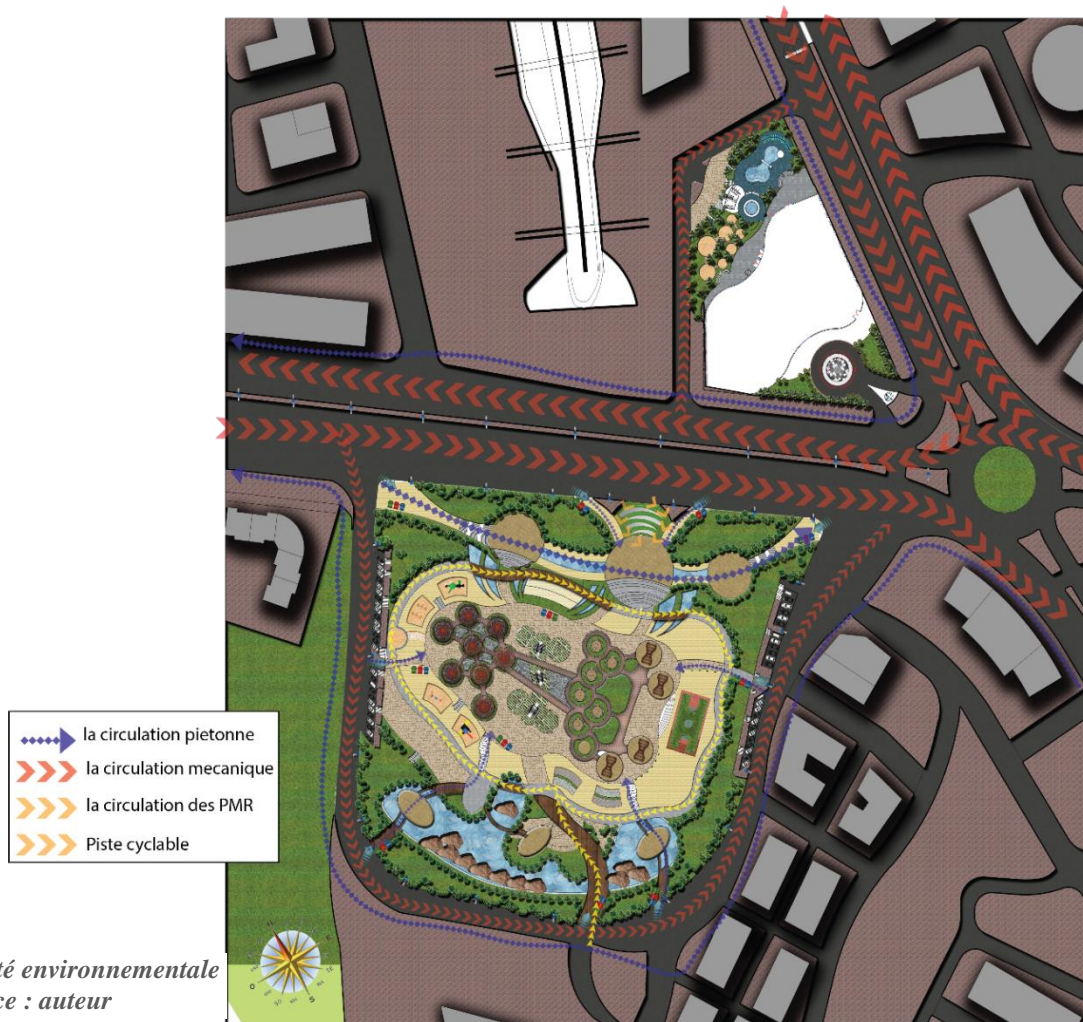 la circulation pietonne
la circulation mecanique
la circulation des PMR
Piste cyclable
té environnementale
ce : auteur